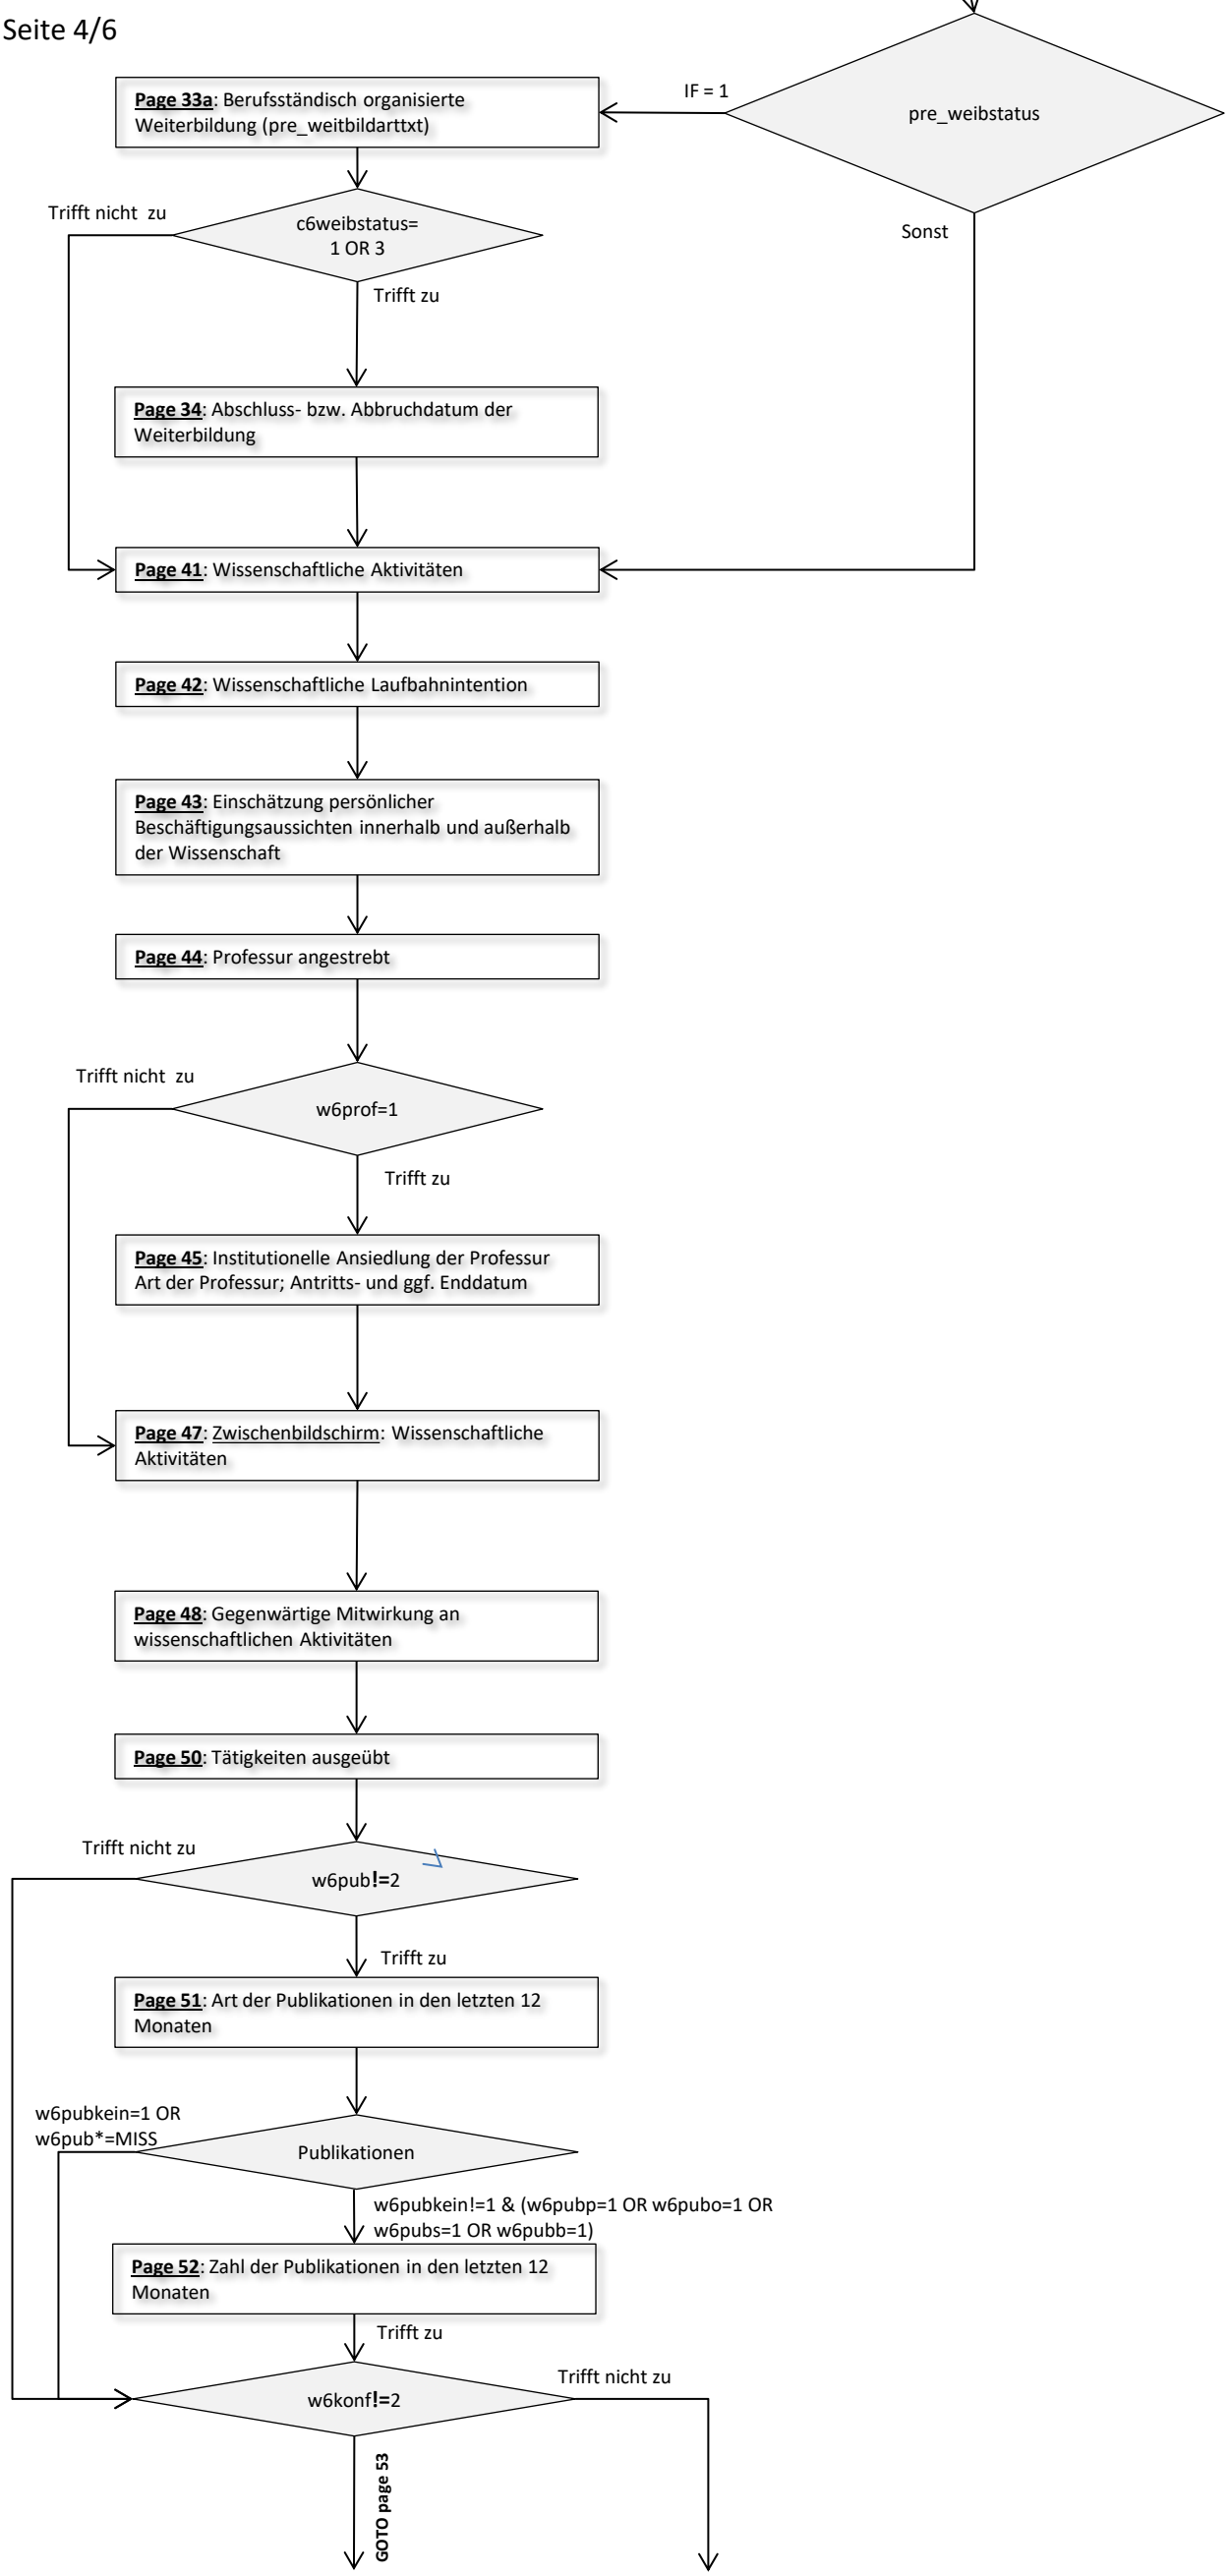 Seite 4/6
IF = 1
pre_weibstatus
Page 33a: Berufsständisch organisierte
Weiterbildung (pre_weitbildarttxt)
Trifft nicht  zu
c6weibstatus=
1 OR 3
Sonst
Trifft zu
Page 34: Abschluss- bzw. Abbruchdatum der
Weiterbildung
Page 41: Wissenschaftliche Aktivitäten
Page 42: Wissenschaftliche Laufbahnintention
Page 43: Einschätzung persönlicher
Beschäftigungsaussichten innerhalb und außerhalb
der Wissenschaft
Page 44: Professur angestrebt
Trifft nicht  zu
w6prof=1
Trifft zu
Page 45: Institutionelle Ansiedlung der Professur
Art der Professur; Antritts- und ggf. Enddatum
Page 47: Zwischenbildschirm: Wissenschaftliche
Aktivitäten
Page 48: Gegenwärtige Mitwirkung an
wissenschaftlichen Aktivitäten
Page 50: Tätigkeiten ausgeübt
Trifft nicht zu
w6pub!=2
Trifft zu
Page 51: Art der Publikationen in den letzten 12
Monaten
w6pubkein=1 OR
w6pub*=MISS
Publikationen
w6pubkein!=1 & (w6pubp=1 OR w6pubo=1 OR
w6pubs=1 OR w6pubb=1)
Page 52: Zahl der Publikationen in den letzten 12
Monaten
Trifft zu
Trifft nicht zu
w6konf!=2
GOTO page 53